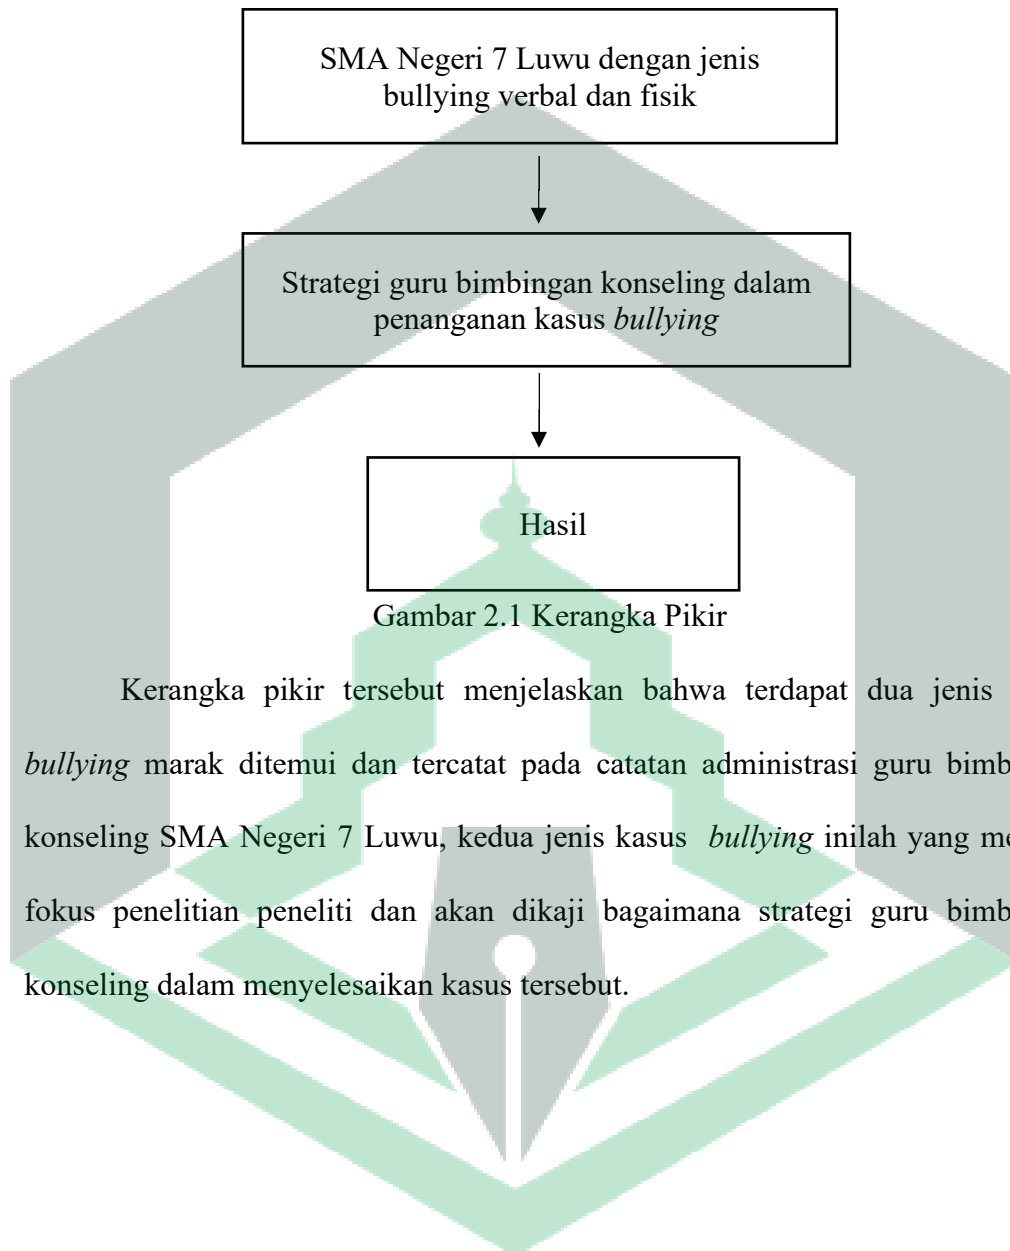 SMA Negeri 7 Luwu dengan jenis
bullying verbal dan fisik
Strategi guru bimbingan konseling dalam
penanganan kasus bullying
Hasil
Gambar 2.1 Kerangka Pikir
Kerangka pikir tersebut menjelaskan bahwa terdapat dua jenis
bullying marak ditemui dan tercatat pada catatan administrasi guru bimb
konseling SMA Negeri 7 Luwu, kedua jenis kasus bullying inilah yang me
fokus penelitian peneliti dan akan dikaji bagaimana strategi guru bimb
konseling dalam menyelesaikan kasus tersebut.